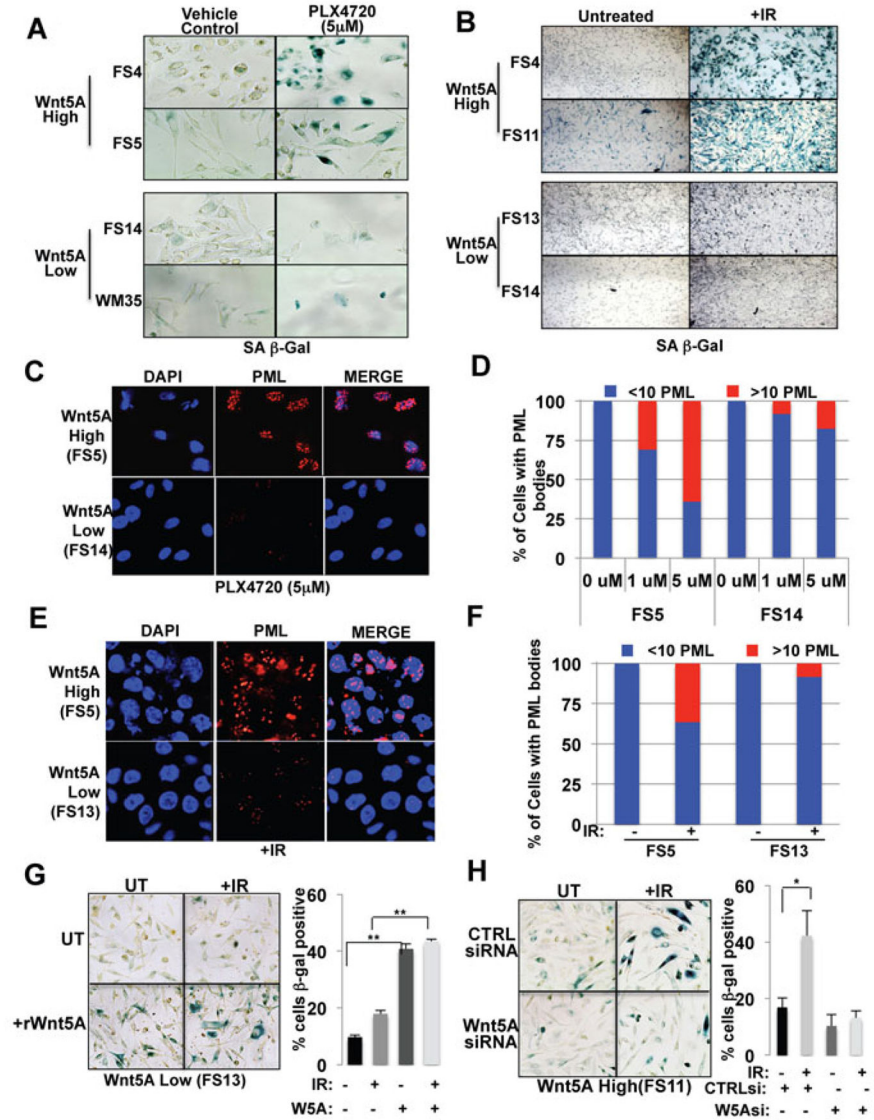 A
Vehicle
Control
PLX4720
(5µM)
Wnt5A
High
FS4
FS5
Wnt5A
Low
FS14
WM35
SA β-Gal
B
Untreated
+IR
Wnt5A
High
FS4
FS11
Wnt5A
Low
FS13
FS14
SA β-Gal
C
DAPI
PML
MERGE
Wnt5A
High
(FS5)
Wnt5A
Low
(FS14)
PLX4720 (5µM)
D
<10 PML
>10 PML
% of Cells with PML
bodies
100
75
50
25
0
0 uM
1 uM
5 uM
0 uM
1 uM
5 uM
FS5
FS14
E
DAPI
PML
MERGE
Wnt5A
High
(FS5)
Wnt5A
Low
(FS13)
+IR
F
<10 PML
>10 PML
% of Cells with PML bodies
100
75
50
25
0
IR: - + - +
FS5
FS13
G
UT
+IR
UT
+rWnt5A
Wnt5A Low (FS13)
% cells β-gal positive
60
40
20
0
**
**
IR: - + - +
W5A: - - + +
H
UT
+IR
CTRL
siRNA
Wnt5A
siRNA
Wnt5A High(FS11)
% cells β-gal positive
60
40
20
0
*
IR: - + - +
CTRLsi: + + - -
W5Asi: - - + +